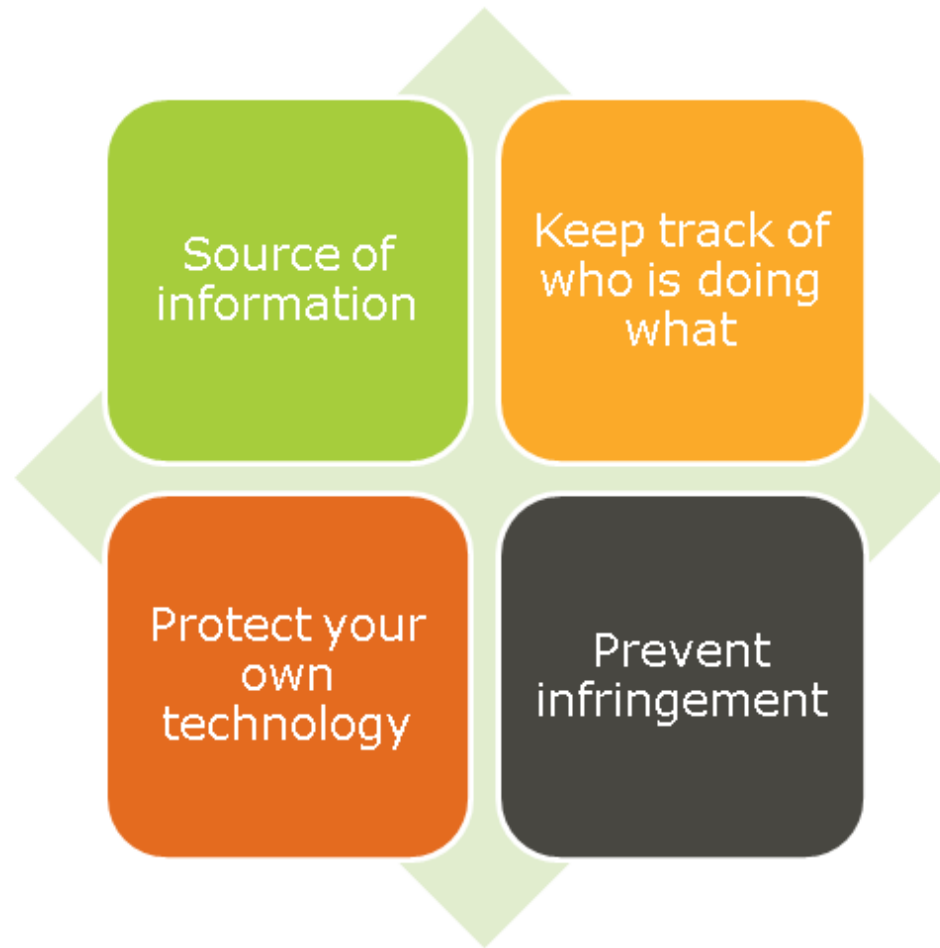 Source of
information
Keep track of
who is doing
what
Protect your
own
technology
Prevent
infringement